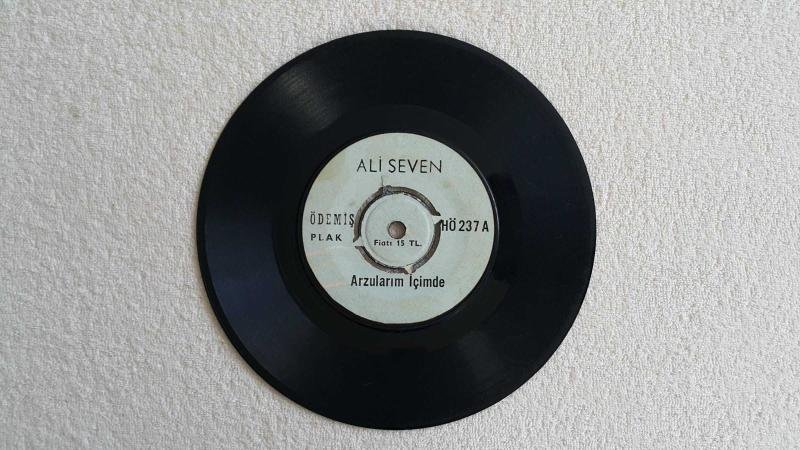 ALİ SEVEN
ÖDEMİŞ
PLAK
Fiatı 15 TL.
HÖ 237 A
Arzularım İçimde